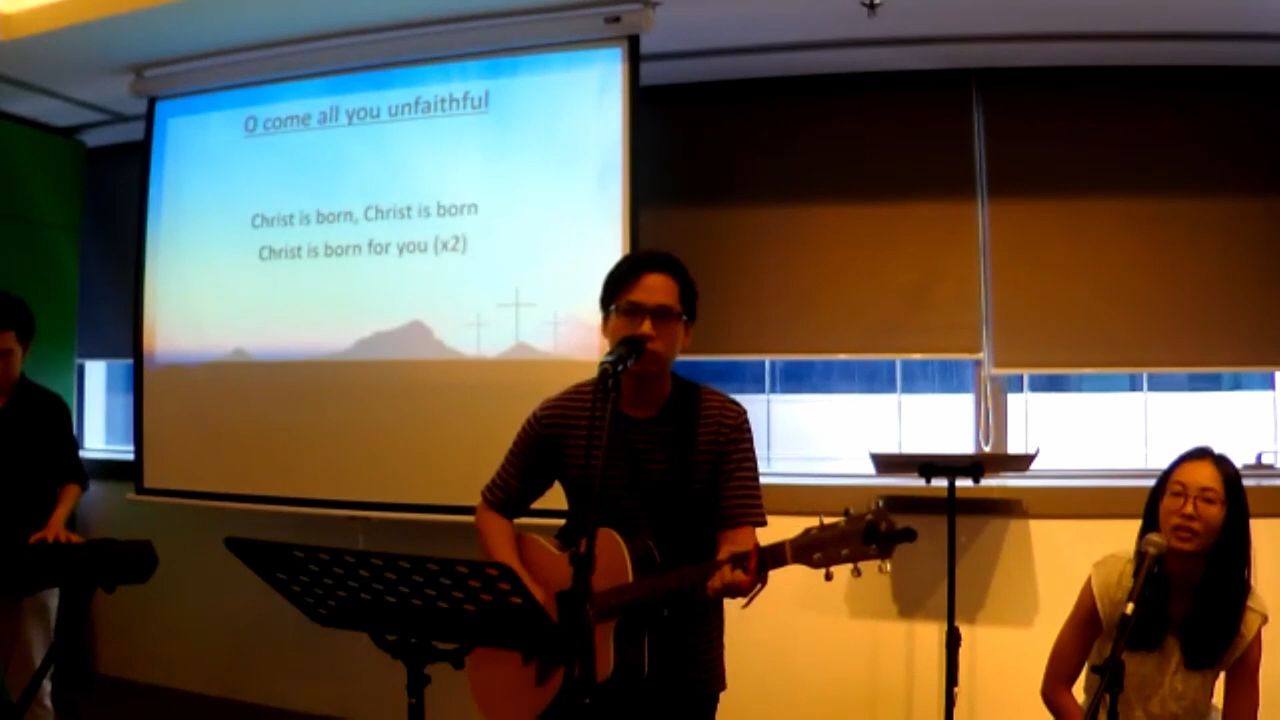 O come all you unfaithful
Christ is born, Christ is born
Christ is born for you (x2)